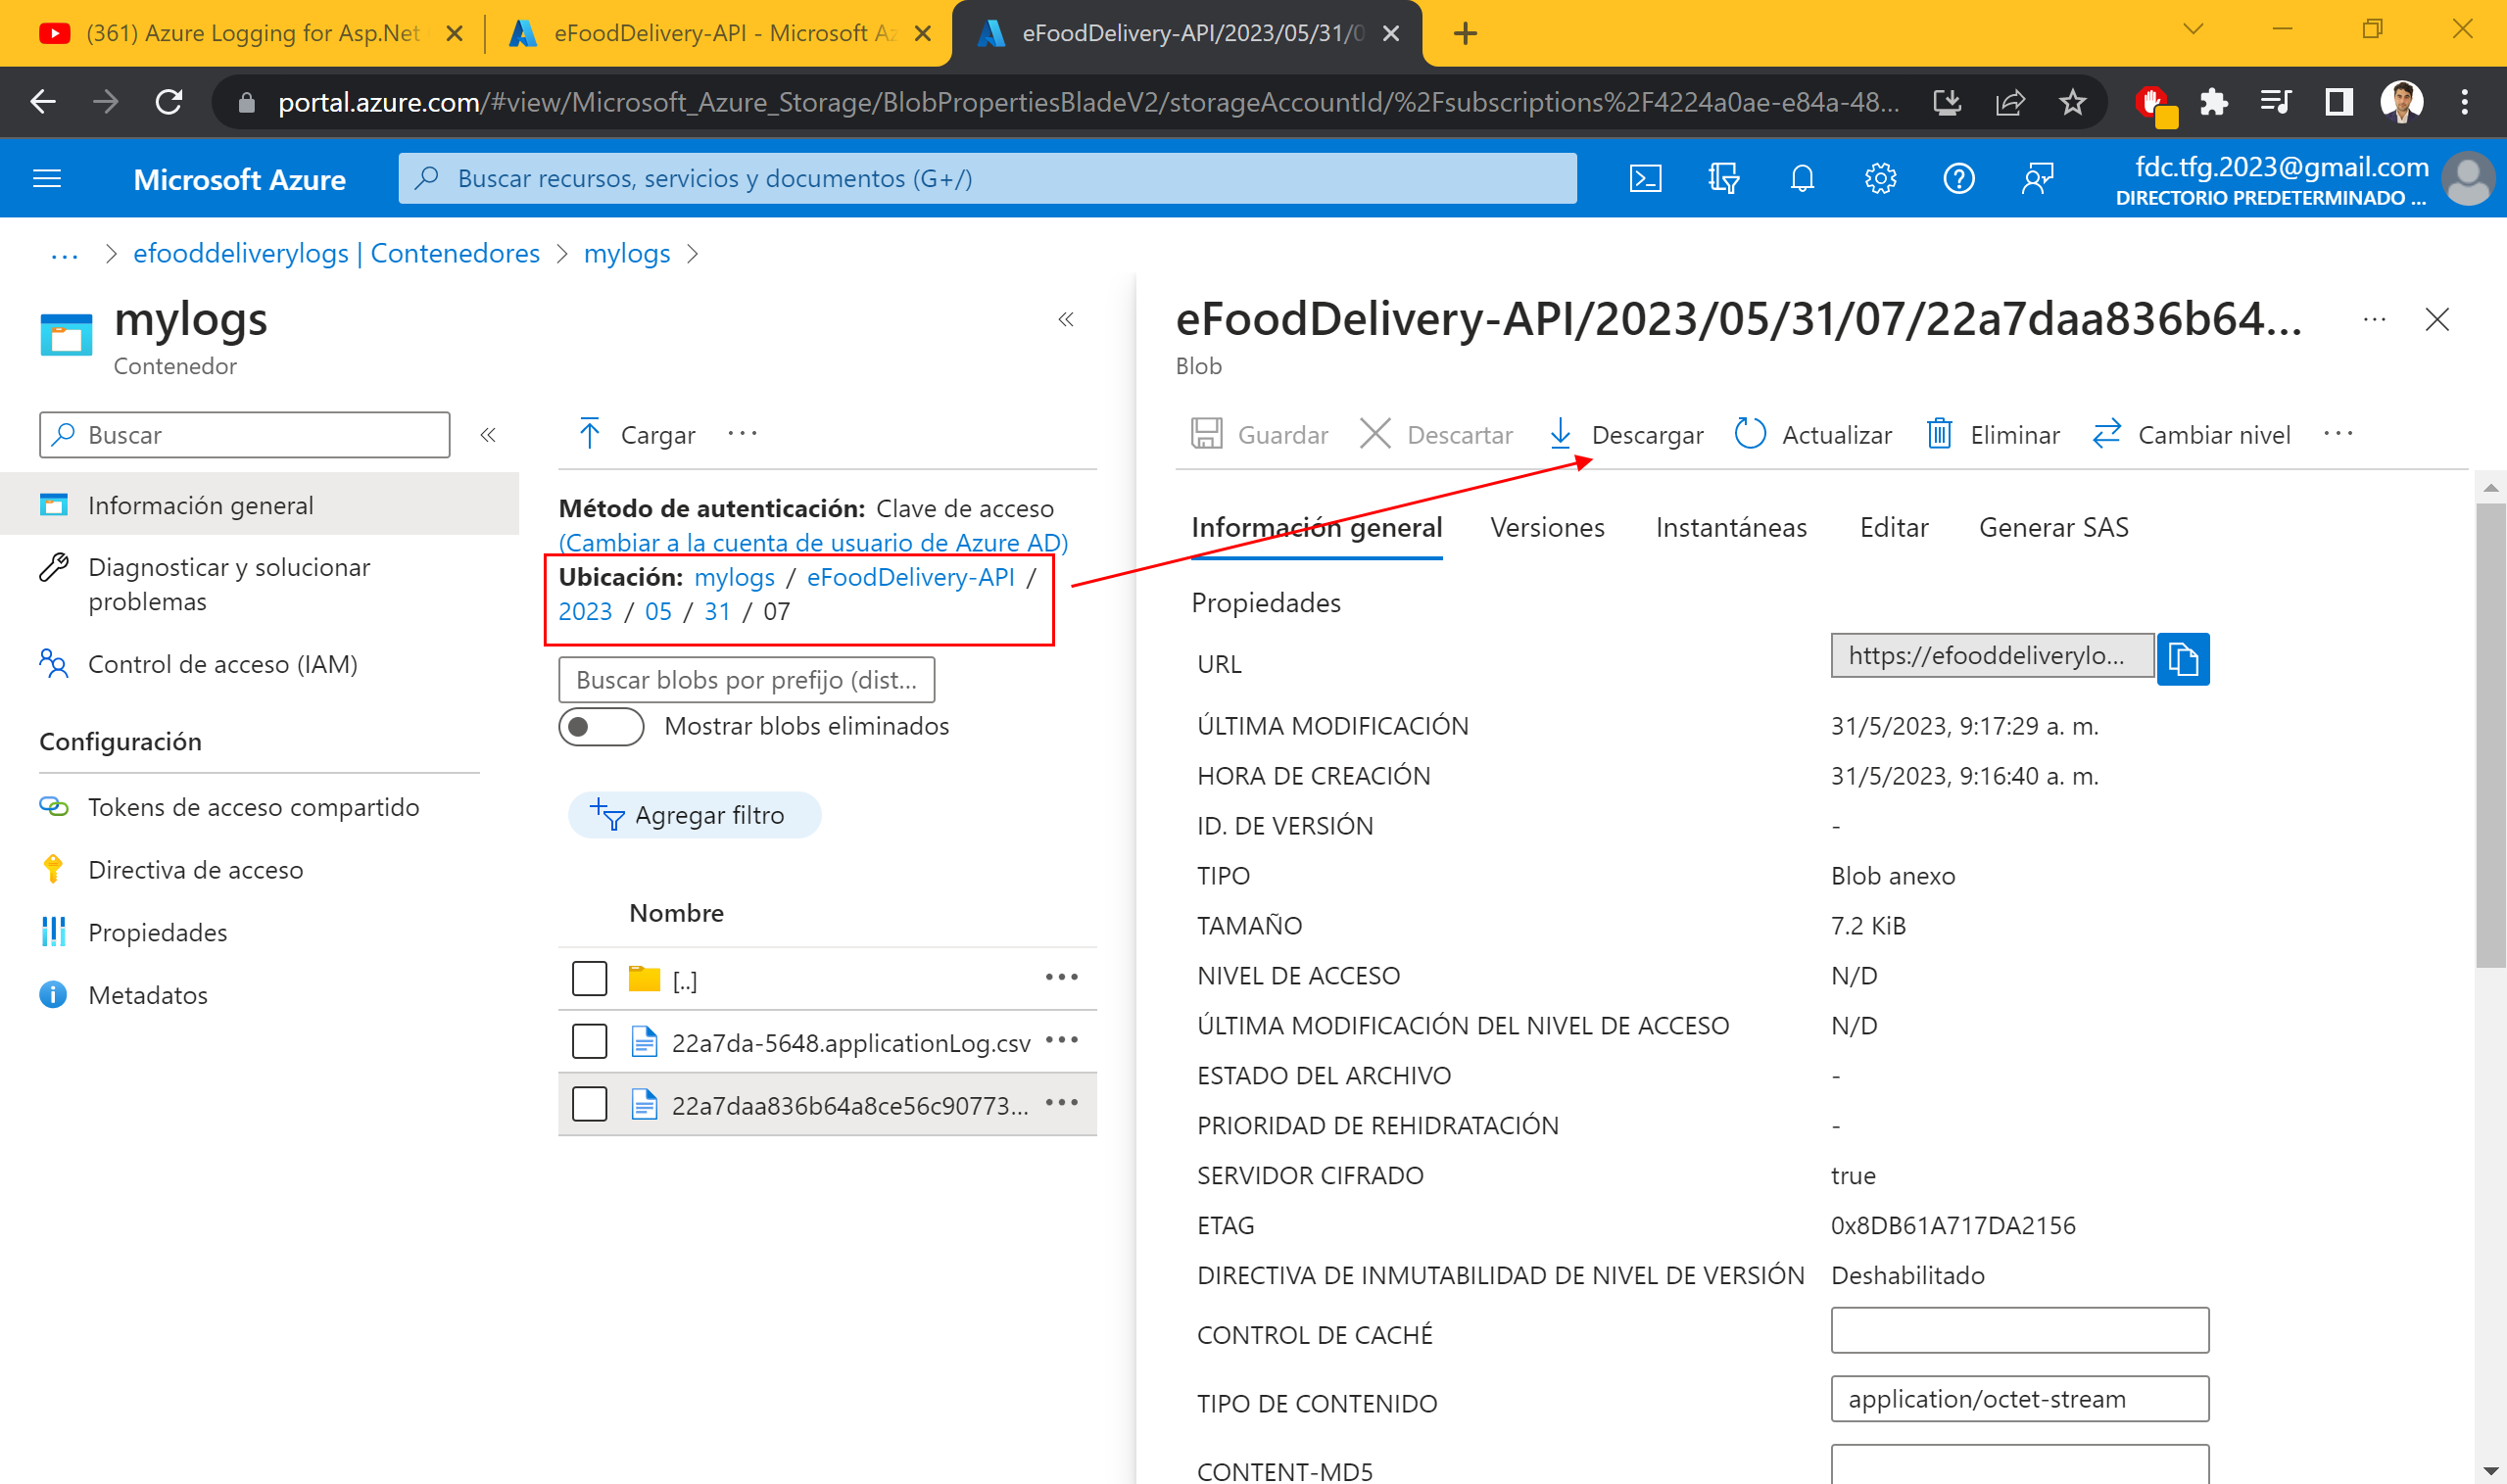 (361) Azure Logging for Asp.Net
eFoodDelivery-API - Microsoft Az
eFoodDelivery-API/2023/05/31/0
portal.azure.com/#view/Microsoft_Azure_Storage/BlobPropertiesBladeV2/storageAccountId/%2Fsubscriptions%2F4224a0ae-e84a-48...
Microsoft Azure
Buscar recursos, servicios y documentos (G+/)
fdc.tfg.2023@gmail.com
DIRECTORIO PREDETERMINADO ...
... > efooddeliverylogs | Contenedores > mylogs >
mylogs
Contenedor
Buscar
Información general
Diagnosticar y solucionar
problemas
Control de acceso (IAM)
Configuración
Tokens de acceso compartido
Directiva de acceso
Propiedades
Metadatos
Cargar
Método de autenticación: Clave de acceso
(Cambiar a la cuenta de usuario de Azure AD)
Ubicación: mylogs / eFoodDelivery-API /
2023 / 05 / 31 / 07
Buscar blobs por prefijo (dist...
Mostrar blobs eliminados
Agregar filtro
Nombre
[..]
22a7da-5648.applicationLog.csv
22a7daa836b64a8ce56c90773...
eFoodDelivery-API/2023/05/31/07/22a7daa836b64...
Blob
Guardar Descartar Descargar Actualizar Eliminar Cambiar nivel
Información general Versiones Instantáneas Editar Generar SAS
Propiedades
URL https://efooddeliverylo...
ÚLTIMA MODIFICACIÓN 31/5/2023, 9:17:29 a. m.
HORA DE CREACIÓN 31/5/2023, 9:16:40 a. m.
ID. DE VERSIÓN -
TIPO Blob anexo
TAMAÑO 7.2 KiB
NIVEL DE ACCESO N/D
ÚLTIMA MODIFICACIÓN DEL NIVEL DE ACCESO N/D
ESTADO DEL ARCHIVO -
PRIORIDAD DE REHIDRATACIÓN -
SERVIDOR CIFRADO true
ETAG 0x8DB61A717DA2156
DIRECTIVA DE INMUTABILIDAD DE NIVEL DE VERSIÓN Deshabilitado
CONTROL DE CACHÉ
TIPO DE CONTENIDO application/octet-stream
CONTENT-MD5